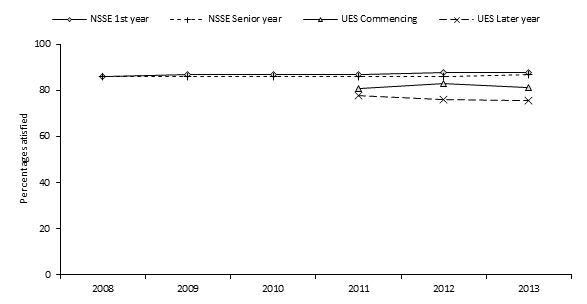 NSSE 1st year NSSE Senior year UES Commencing UES Later year
100
80
60
40
20
0
Percentage satisfied
2008 2009 2010 2011 2012 2013